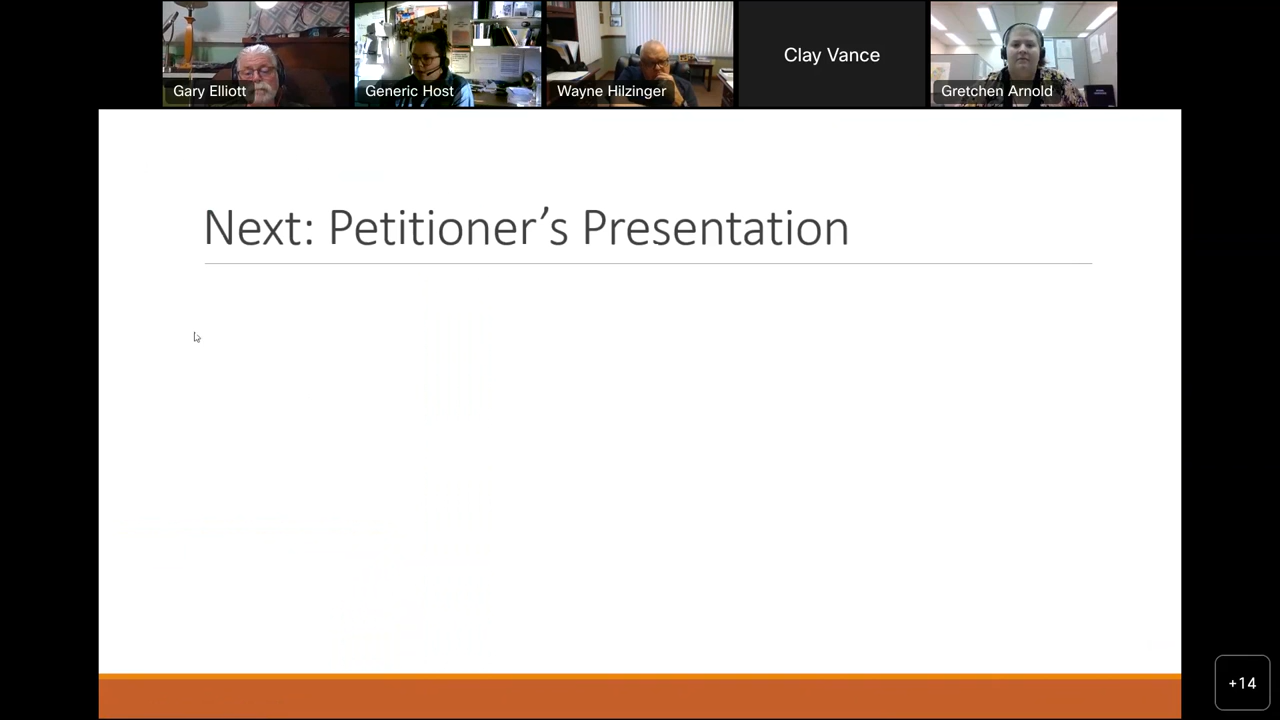 Gary Elliott
Generic Host
Wayne Hilzinger
Clay Vance
Gretchen Arnold
Next: Petitioner’s Presentation
+14